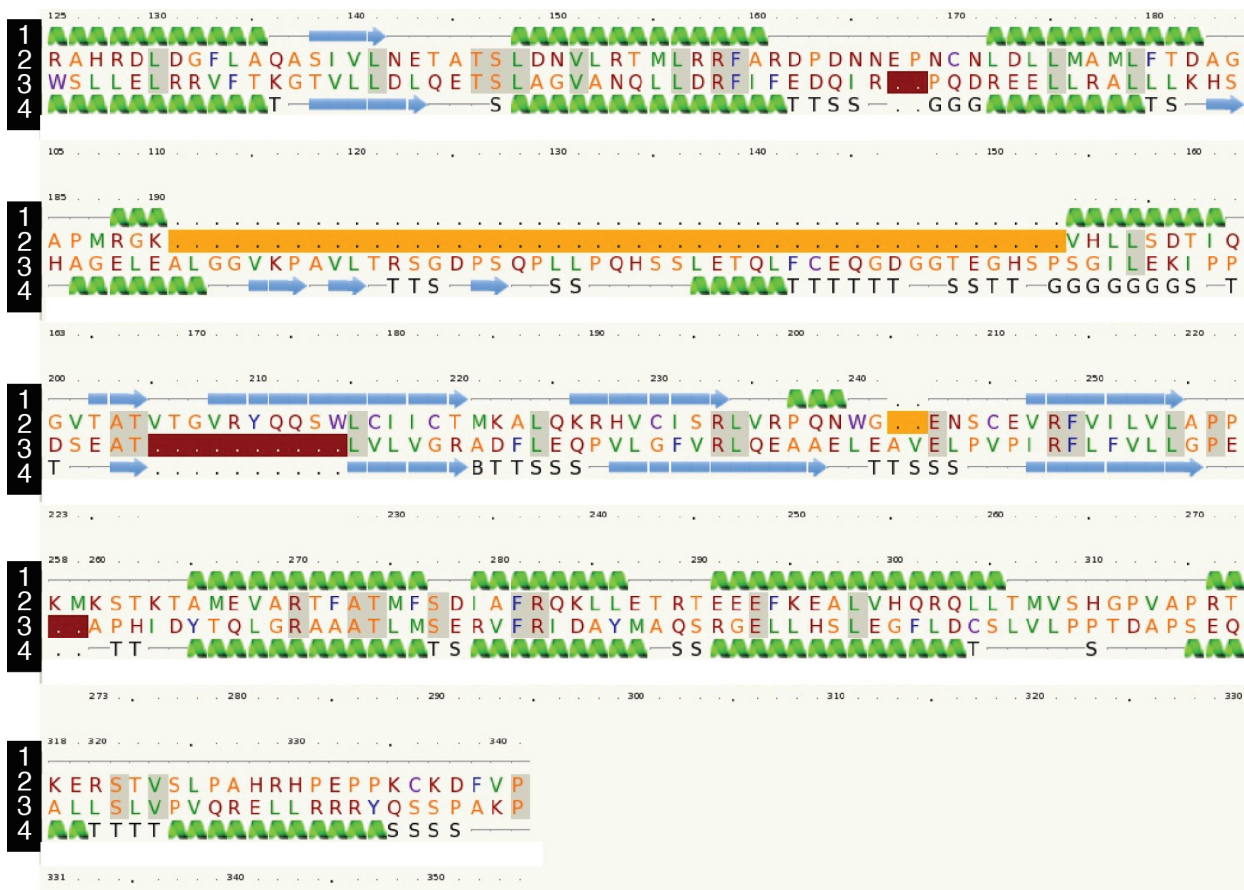 125 130 140 150 160 170 180
1
2 RAHRDLDGFLAQASIVLNETATSLDNVLRTMLRRFARDPDNNEPNCNLDLLMAMLFTDAG
3 WSLLELRRVFTKGTVLLDLQETSLAGVANQLLDRFIFEDQIR..PQDREELLRALLLKHS
4 T S TTSS ..GGG TS
105 110 120 130 140 150 160
185 190
1
2 APMRGK.............................................VHLLSDTIQ
3 HAGELEALGGVKPAVLTRSGDPSQPLLPQHSSLETQLFCEQGDGGTEGHSPSGILEKIPP
4 TTS SS TTTTTT SSTT GGGGGGGGS T
163 170 180 190 200 210 220
200 210 220 230 240 250
1
2 GVTATVTGVRYQQSWLCIICTMKALQKRHVCISRLVRPQNWG..ENSCEVRFVILVLAPP
3 DSEAT..........LVLVGRADFLEQPVLGFVRLQEAAELEAVELPVPIRFLFVLLGPE
4 T .......... BTTSSS TTSSS
223 230 240 250 260 270
258 260 270 280 290 300 310
1
2 KMKSTKTAMEVARTFATMFSDIAFRQKLLETRTEEEFKEALVHQRQLLTMVSHGPVAPRT
3 ..APHIDYTQLGRAAATLMSERVFRIDAYMAQSRGELLHSLEGFLDCSLVLPPTDAPSEQ
4 .. TT TS SS T S
273 280 290 300 310 320 330
318 320 330 340
1
2 KERSTVSLPAHRHPEPPKCKDFVP
3 ALLSLVPVQRELLRRRYQSSPAKP
4 TTTT SSSS
331 340 350